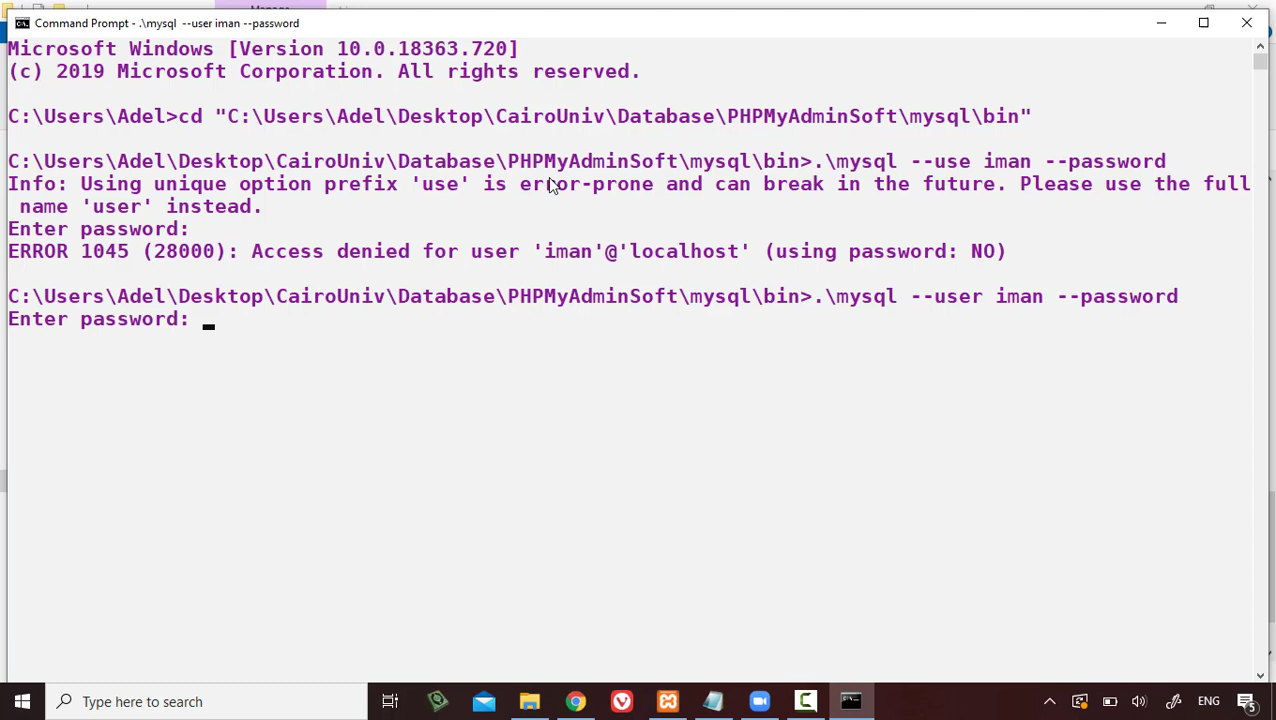 Command Prompt - .\mysql --user iman --password
Microsoft Windows [Version 10.0.18363.720]
(c) 2019 Microsoft Corporation. All rights reserved.
C:\Users\Adel>cd "C:\Users\Adel\Desktop\CairoUniv\Database\PHPMyAdminSoft\mysql\bin"
C:\Users\Adel\Desktop\CairoUniv\Database\PHPMyAdminSoft\mysql\bin>.\mysql --use iman --password
Info: Using unique option prefix 'use' is error-prone and can break in the future. Please use the full
name 'user' instead.
Enter password:
ERROR 1045 (28000): Access denied for user 'iman'@'localhost' (using password: NO)
C:\Users\Adel\Desktop\CairoUniv\Database\PHPMyAdminSoft\mysql\bin>.\mysql --user iman --password
Enter password:
Type here to search
ENG
5